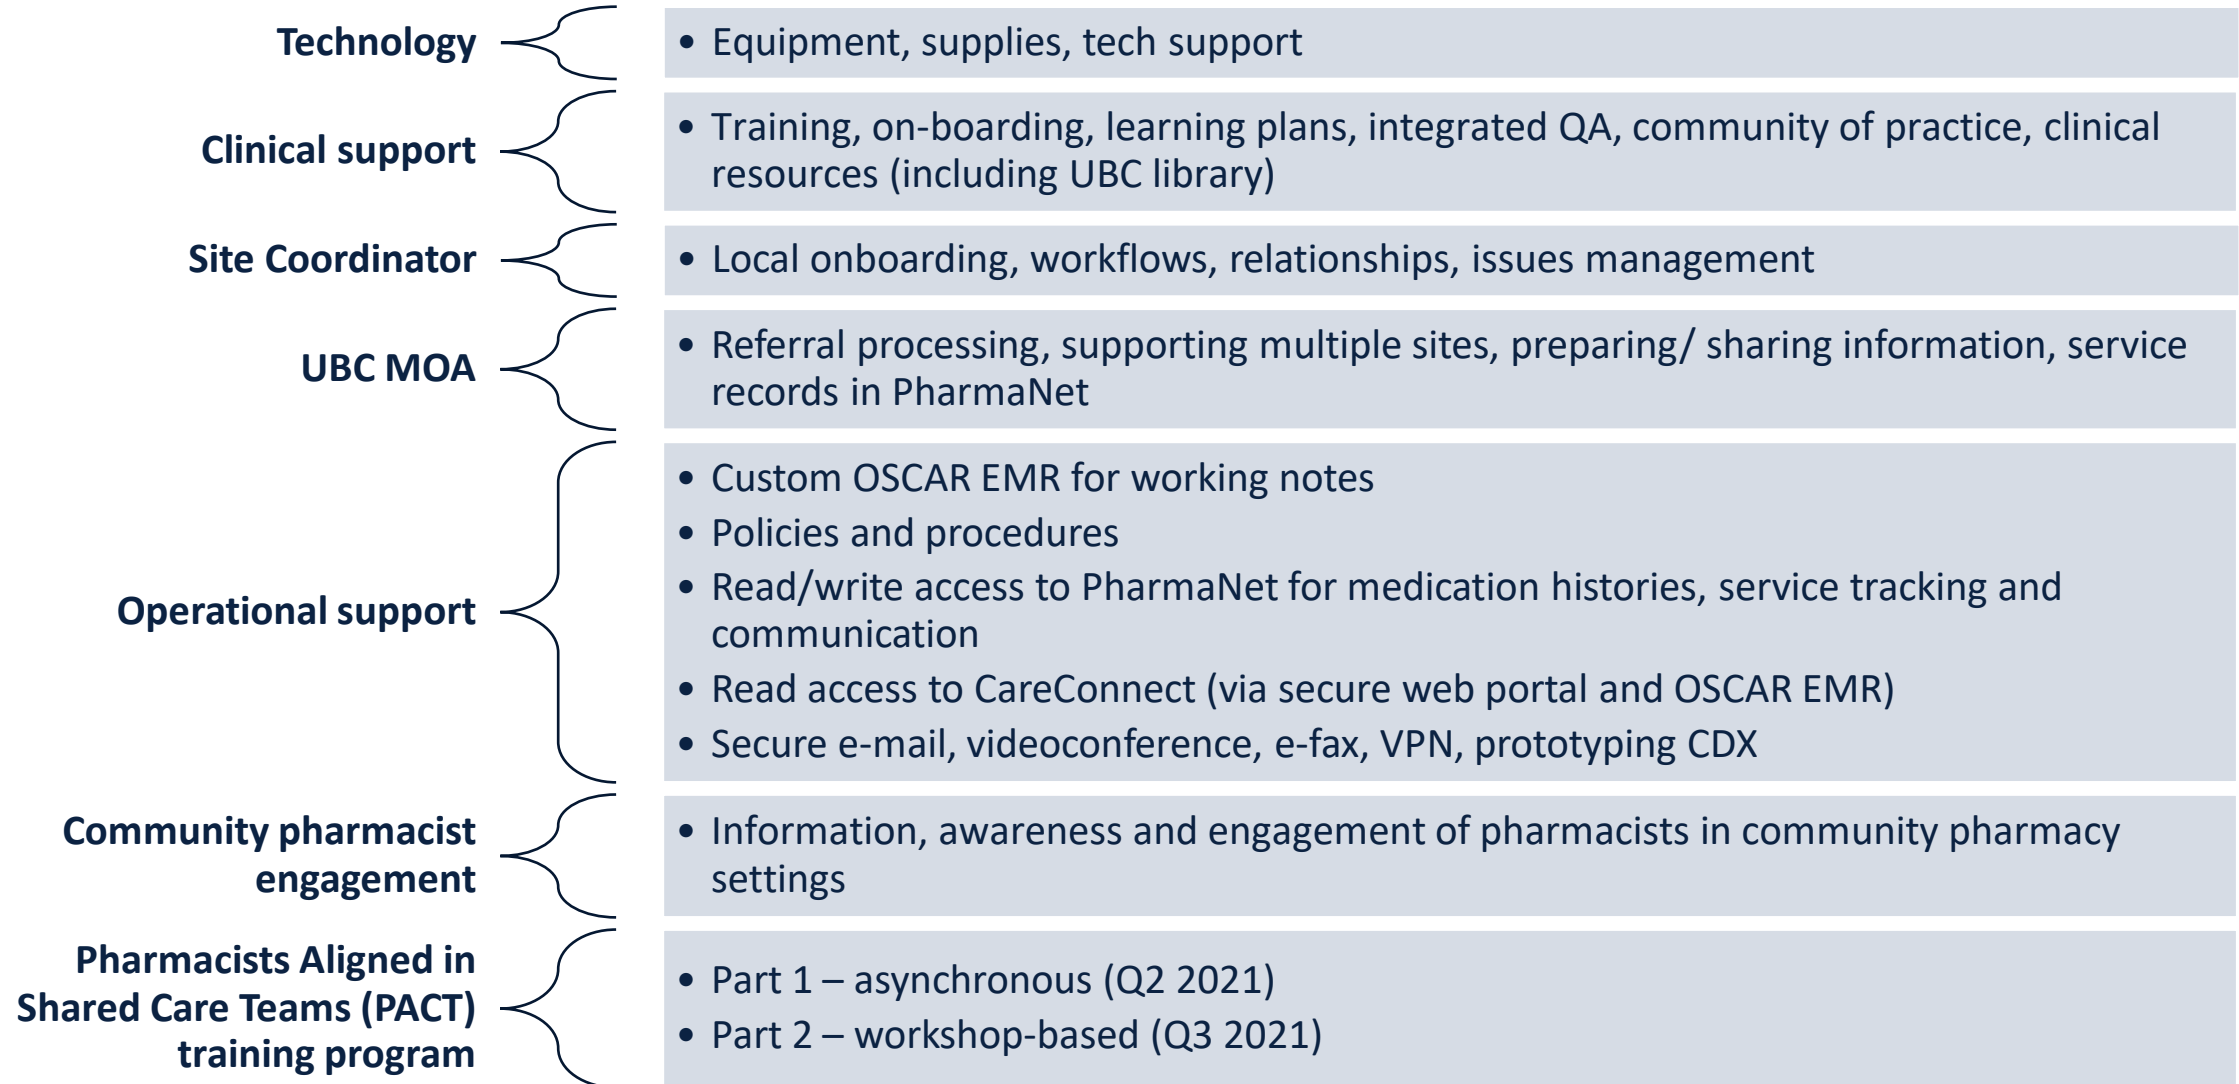 Technology
• Equipment, supplies, tech support
Clinical support
• Training, on-boarding, learning plans, integrated QA, community of practice, clinical
resources (including UBC library)
Site Coordinator
• Local onboarding, workflows, relationships, issues management
UBC MOA
• Referral processing, supporting multiple sites, preparing/ sharing information, service
records in PharmaNet
Operational support
• Custom OSCAR EMR for working notes
• Policies and procedures
• Read/write access to PharmaNet for medication histories, service tracking and
communication
• Read access to CareConnect (via secure web portal and OSCAR EMR)
• Secure e-mail, videoconference, e-fax, VPN, prototyping CDX
Community pharmacist
engagement
• Information, awareness and engagement of pharmacists in community pharmacy
settings
Pharmacists Aligned in
Shared Care Teams (PACT)
training program
• Part 1 – asynchronous (Q2 2021)
• Part 2 – workshop-based (Q3 2021)